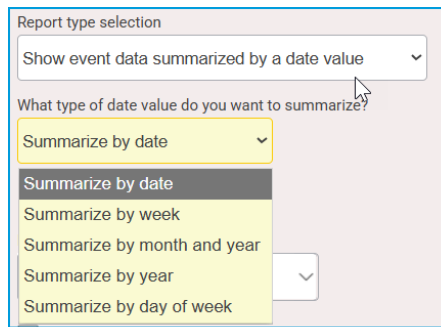 Report type selection
Show event data summarized by a date value
What type of date value do you want to summarize?
Summarize by date
Summarize by date
Summarize by week
Summarize by month and year
Summarize by year
Summarize by day of week